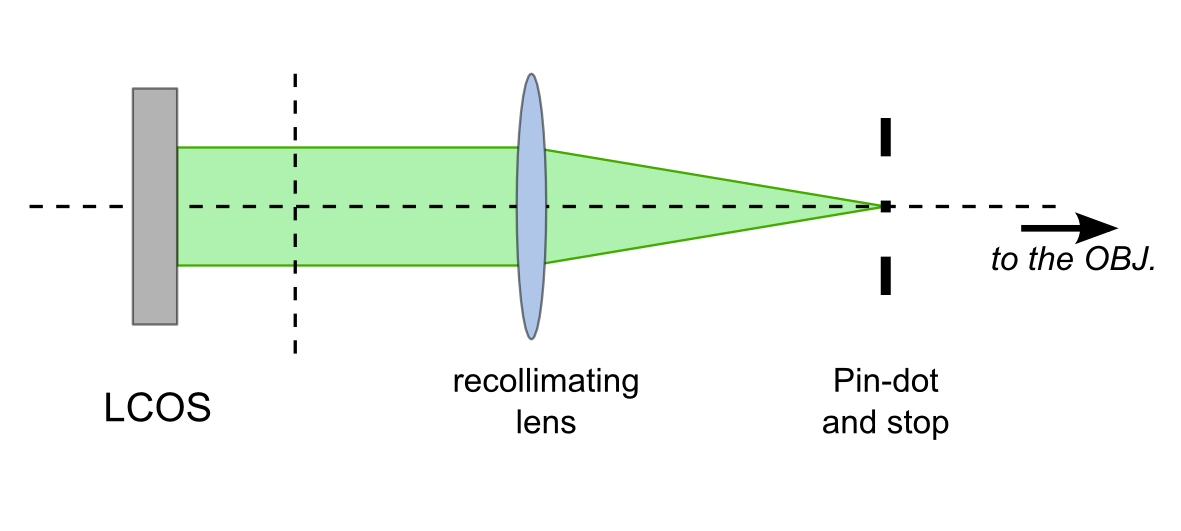 to the OBJ.
recollimating
lens
Pin-dot
and stop
LCOS